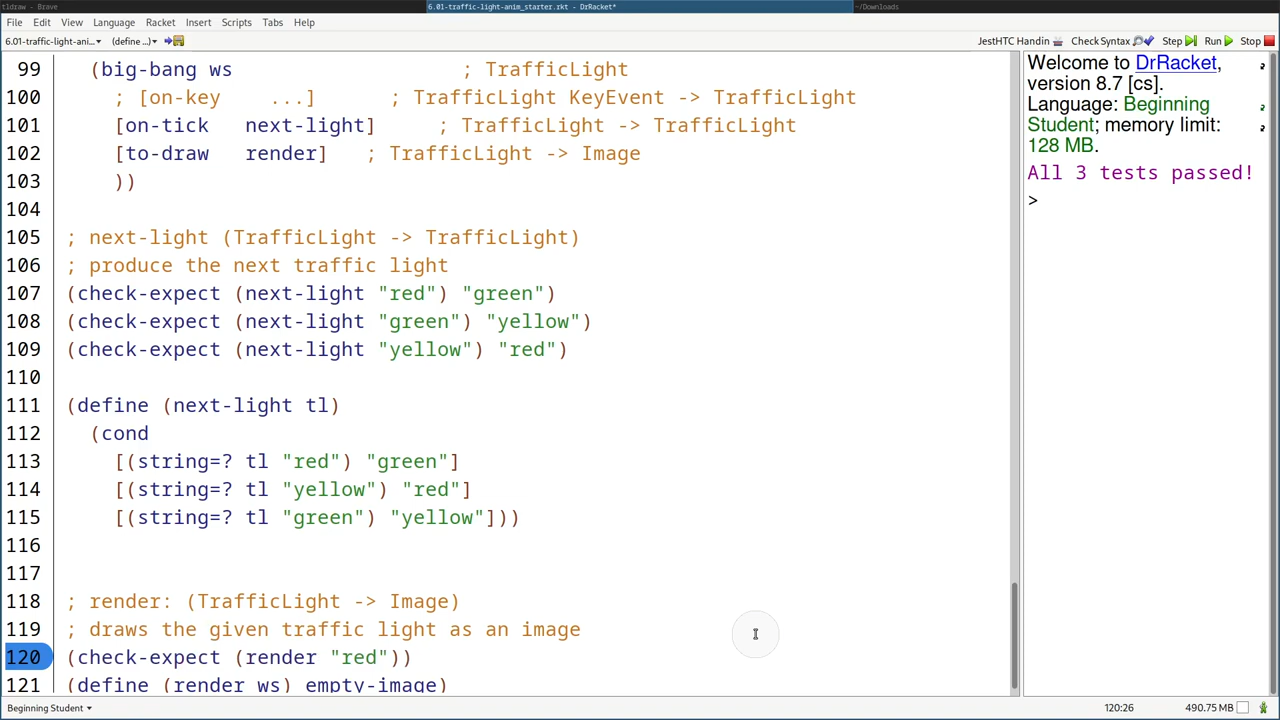 tldraw - Brave
6.01-traffic-light-anim_starter.rkt - DrRacket*
~/Downloads
File Edit View Language Racket Insert Scripts Tabs Help
6.01-traffic-light-ani... (define ...) JestHTC Handin Check Syntax Step Run Stop
99 (big-bang ws ; TrafficLight
100 ; [on-key ...] ; TrafficLight KeyEvent -> TrafficLight
101 [on-tick next-light] ; TrafficLight -> TrafficLight
102 [to-draw render] ; TrafficLight -> Image
103 ))
104
105 ; next-light (TrafficLight -> TrafficLight)
106 ; produce the next traffic light
107 (check-expect (next-light "red") "green")
108 (check-expect (next-light "green") "yellow")
109 (check-expect (next-light "yellow") "red")
110
111 (define (next-light tl)
112 (cond
113 [(string=? tl "red") "green"]
114 [(string=? tl "yellow") "red"]
115 [(string=? tl "green") "yellow"]))
116
117
118 ; render: (TrafficLight -> Image)
119 ; draws the given traffic light as an image
120 (check-expect (render "red"))
121 (define (render ws) empty-image)
Welcome to DrRacket,
version 8.7 [cs].
Language: Beginning
Student; memory limit:
128 MB.
All 3 tests passed!
>
Beginning Student 120:26 490.75 MB